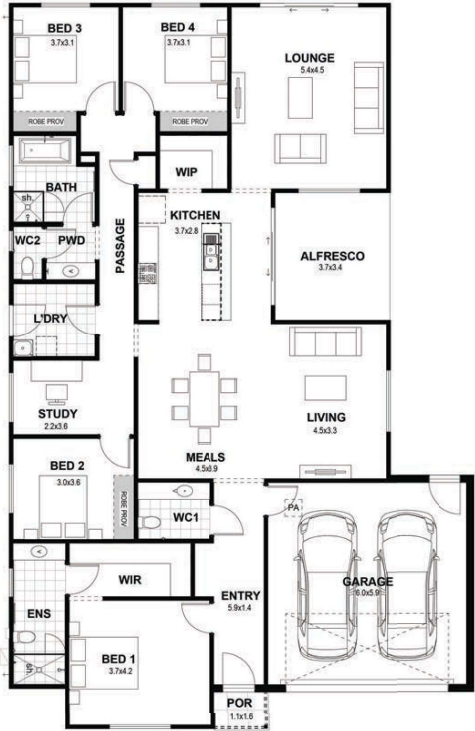 BED 3
3.7x3.1
BED 4
3.7x3.1
LOUNGE
5.4x4.5
ROBE PROV
ROBE PROV
WIP
BATH
sh.
KITCHEN
3.7x2.8
PASSAGE
WC2
PWD
ALFRESCO
3.7x3.4
L'DRY
STUDY
2.2x3.6
LIVING
4.5x3.3
MEALS
4.5x6.9
BED 2
3.0x3.6
ROBE PROV
WC1
PA
WIR
ENS
ENTRY
5.9x1.4
GARAGE
6.0x5.9
BED 1
3.7x4.2
sh.
POR
1.1x1.6